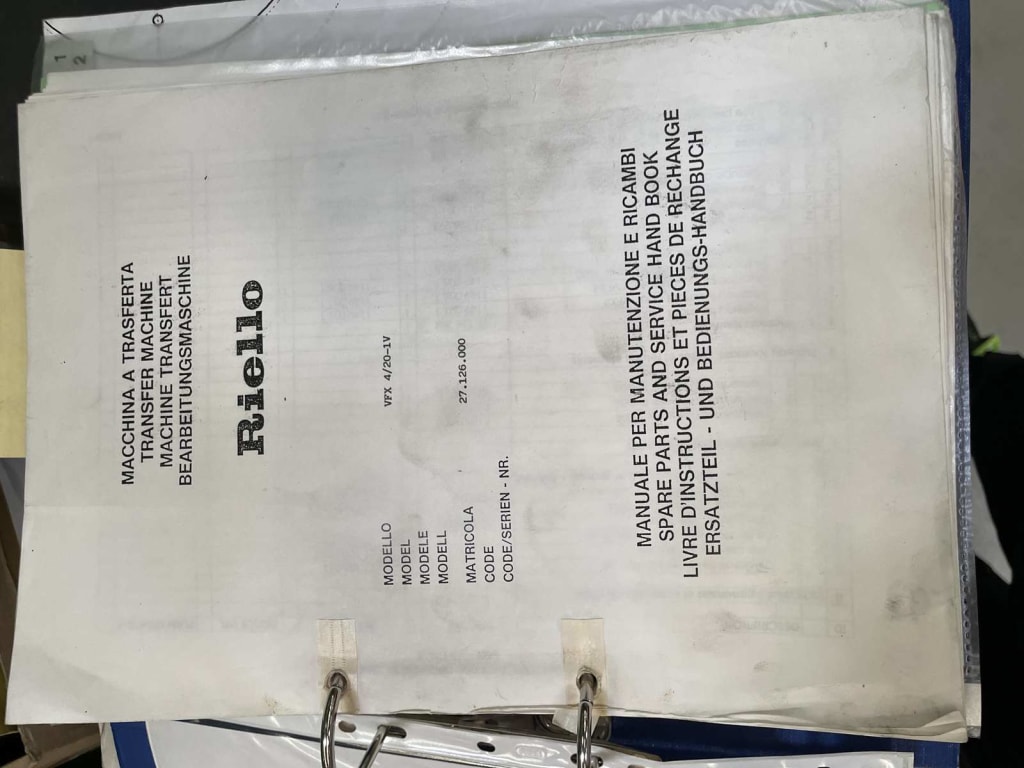 1
2
MACCHINA A TRASFERTA
TRANSFER MACHINE
MACHINE TRANSFERT
BEARBEITUNGSMASCHINE
Riello
MODELLO VFX 4/20-1V
MODEL
MODELE
MODELL
MATRICOLA 27.126.000
CODE
CODE/SERIEN - NR.
MANUALE PER MANUTENZIONE E RICAMBI
SPARE PARTS AND SERVICE HAND BOOK
LIVRE D'INSTRUCTIONS ET PIECES DE RECHANGE
ERSATZTEIL - UND BEDIENUNGS-HANDBUCH